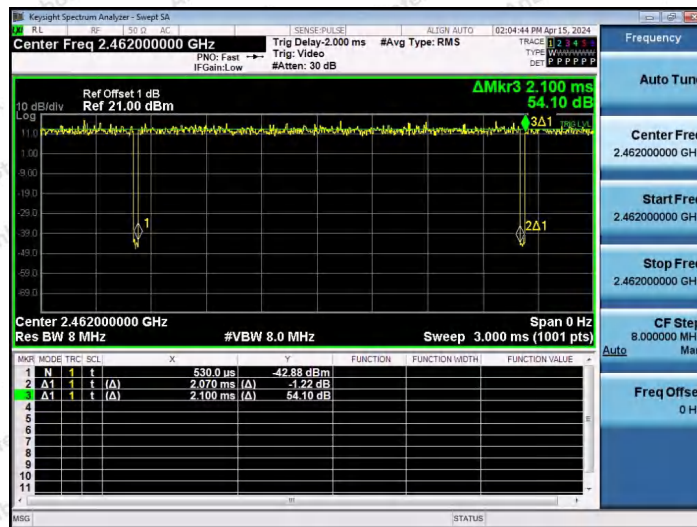 Keysight Spectrum Analyzer - Swept SA
RL RF 50 Ω AC SENSE:PULSE ALIGN AUTO 02:04:44 PM Apr 15, 2024
Center Freq 2.462000000 GHz Trig Delay-2.000 ms #Avg Type: RMS TRACE 1 2 3 4 5 6
PNO: Fast Trig: Video TYPE W
IFGain:Low #Atten: 30 dB DET P P P P P P
Ref Offset 1 dB ΔMkr3 2.100 ms
10 dB/div Ref 21.00 dBm 54.10 dB
Log
11.0
1.00
-9.00
-19.0
-29.0
-39.0
-49.0
-59.0
-69.0
3Δ1 TRIG LVL
1
2Δ1
Center 2.462000000 GHz Span 0 Hz
Res BW 8 MHz #VBW 8.0 MHz Sweep 3.000 ms (1001 pts)
MKR MODE TRC SCL X Y FUNCTION FUNCTION WIDTH FUNCTION VALUE
1 N 1 t 530.0 µs -42.88 dBm
2 Δ1 1 t (Δ) 2.070 ms (Δ) -1.22 dB
3 Δ1 1 t (Δ) 2.100 ms (Δ) 54.10 dB
4
5
6
7
8
9
10
11
MSG STATUS
Frequency
Auto Tun
Center Fre
2.462000000 GH
Start Fre
2.462000000 GH
Stop Fre
2.462000000 GH
CF Ste
8.000000 MH
Auto Ma
Freq Offse
0 H